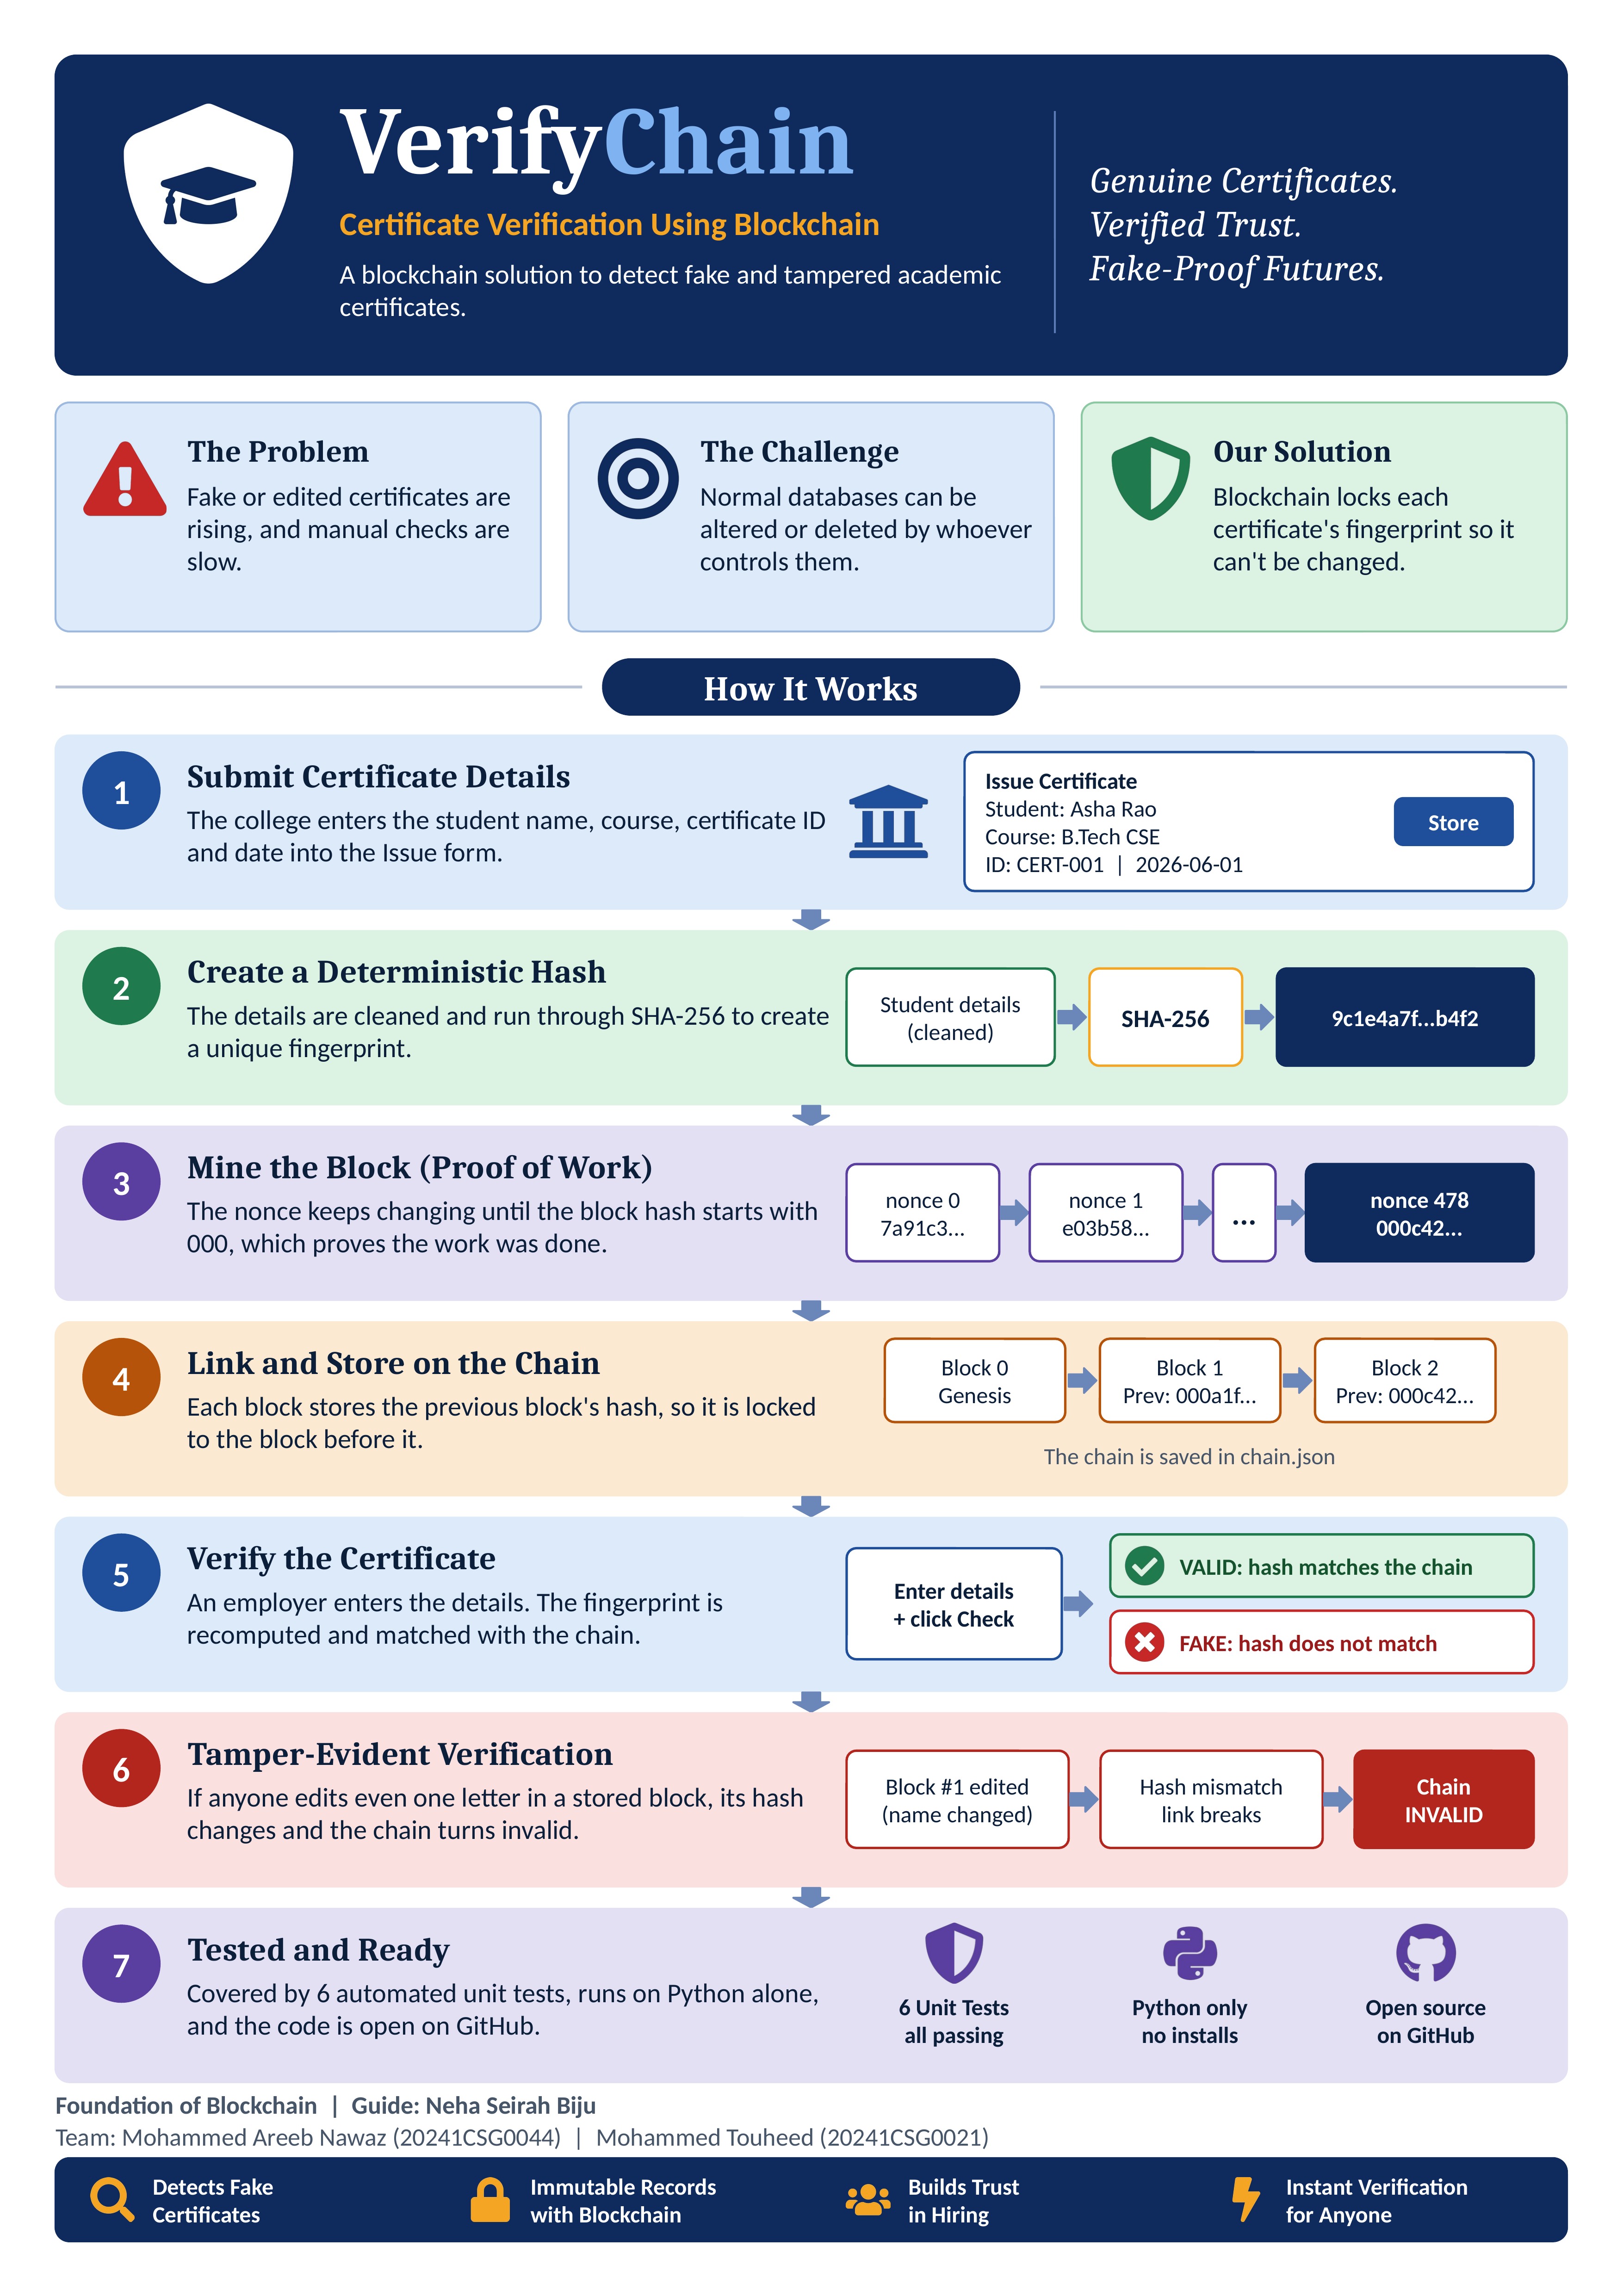 VerifyChain
Certificate Verification Using Blockchain
A blockchain solution to detect fake and tampered academic
certificates.
Genuine Certificates.
Verified Trust.
Fake-Proof Futures.
The Problem
Fake or edited certificates are
rising, and manual checks are
slow.
The Challenge
Normal databases can be
altered or deleted by whoever
controls them.
Our Solution
Blockchain locks each
certificate's fingerprint so it
can't be changed.
How It Works
1
Submit Certificate Details
The college enters the student name, course, certificate ID
and date into the Issue form.
Issue Certificate
Student: Asha Rao
Course: B.Tech CSE
ID: CERT-001 | 2026-06-01
Store
2
Create a Deterministic Hash
The details are cleaned and run through SHA-256 to create
a unique fingerprint.
Student details
(cleaned)
SHA-256
9c1e4a7f...b4f2
3
Mine the Block (Proof of Work)
The nonce keeps changing until the block hash starts with
000, which proves the work was done.
nonce 0
7a91c3...
nonce 1
e03b58...
...
nonce 478
000c42...
4
Link and Store on the Chain
Each block stores the previous block's hash, so it is locked
to the block before it.
Block 0
Genesis
Block 1
Prev: 000a1f...
Block 2
Prev: 000c42...
The chain is saved in chain.json
5
Verify the Certificate
An employer enters the details. The fingerprint is
recomputed and matched with the chain.
Enter details
+ click Check
VALID: hash matches the chain
FAKE: hash does not match
6
Tamper-Evident Verification
If anyone edits even one letter in a stored block, its hash
changes and the chain turns invalid.
Block #1 edited
(name changed)
Hash mismatch
link breaks
Chain
INVALID
7
Tested and Ready
Covered by 6 automated unit tests, runs on Python alone,
and the code is open on GitHub.
6 Unit Tests
all passing
Python only
no installs
Open source
on GitHub
Foundation of Blockchain | Guide: Neha Seirah Biju
Team: Mohammed Areeb Nawaz (20241CSG0044) | Mohammed Touheed (20241CSG0021)
Detects Fake
Certificates
Immutable Records
with Blockchain
Builds Trust
in Hiring
Instant Verification
for Anyone